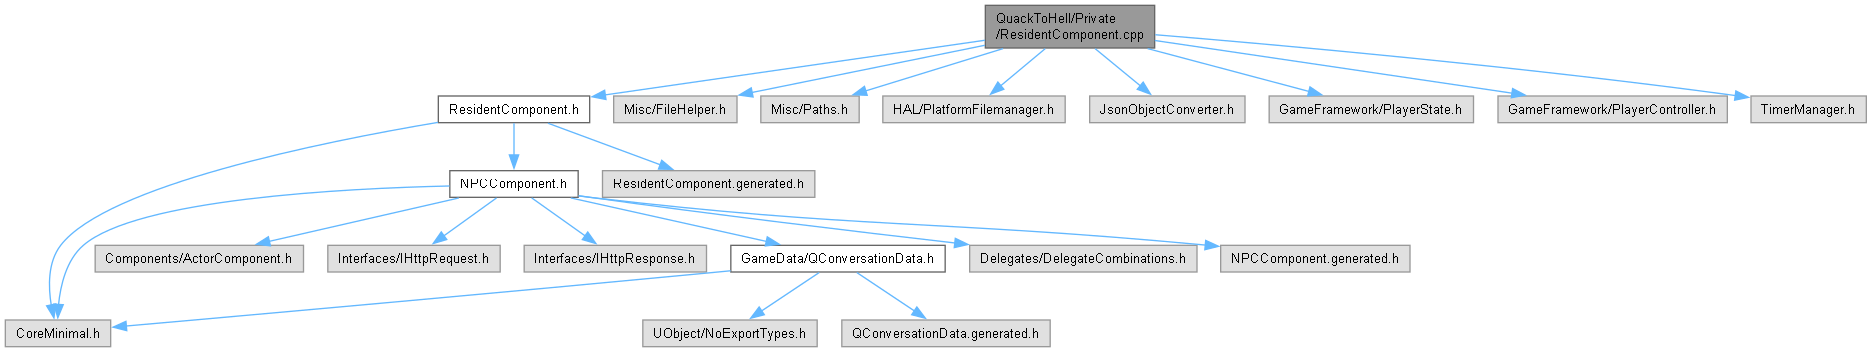 QuackToHell/Private
/ResidentComponent.cpp
ResidentComponent.h
Misc/FileHelper.h
Misc/Paths.h
HAL/PlatformFilemanager.h
JsonObjectConverter.h
GameFramework/PlayerState.h
GameFramework/PlayerController.h
TimerManager.h
NPCComponent.h
ResidentComponent.generated.h
Components/ActorComponent.h
Interfaces/IHttpRequest.h
Interfaces/IHttpResponse.h
GameData/QConversationData.h
Delegates/DelegateCombinations.h
NPCComponent.generated.h
CoreMinimal.h
UObject/NoExportTypes.h
QConversationData.generated.h